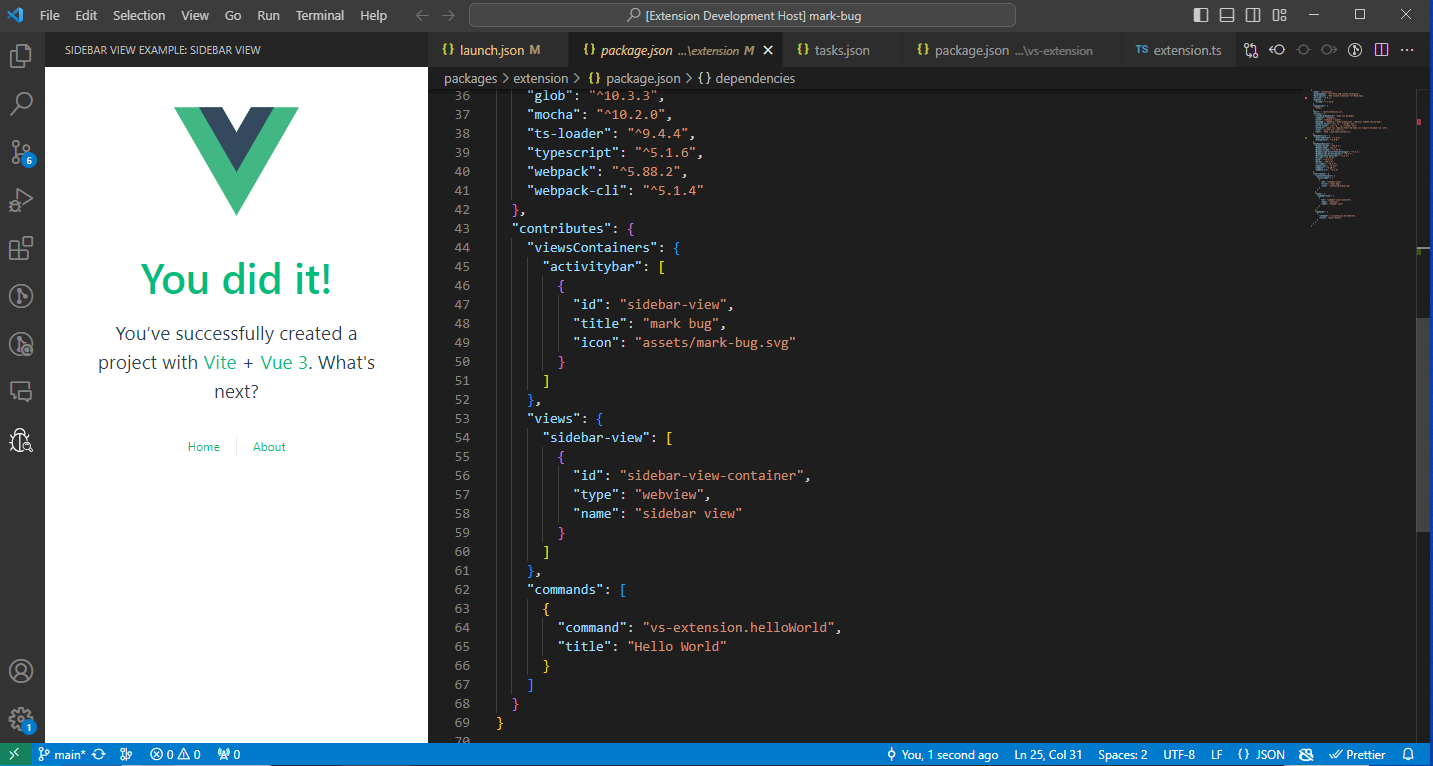 File Edit Selection View Go Run Terminal Help
[Extension Development Host] mark-bug
SIDEBAR VIEW EXAMPLE: SIDEBAR VIEW
You did it!
You’ve successfully created a
project with Vite + Vue 3. What's
next?
Home About
6
1
{} launch.json M
{} package.json ...\extension M
{} tasks.json
{} package.json ...\vs-extension
TS extension.ts
packages > extension > {} package.json > {} dependencies
36 "glob": "^10.3.3",
37 "mocha": "^10.2.0",
38 "ts-loader": "^9.4.4",
39 "typescript": "^5.1.6",
40 "webpack": "^5.88.2",
41 "webpack-cli": "^5.1.4"
42 },
43 "contributes": {
44 "viewsContainers": {
45 "activitybar": [
46 {
47 "id": "sidebar-view",
48 "title": "mark bug",
49 "icon": "assets/mark-bug.svg"
50 }
51 ]
52 },
53 "views": {
54 "sidebar-view": [
55 {
56 "id": "sidebar-view-container",
57 "type": "webview",
58 "name": "sidebar view"
59 }
60 ]
61 },
62 "commands": [
63 {
64 "command": "vs-extension.helloWorld",
65 "title": "Hello World"
66 }
67 ]
68 }
69 }
70
main* 0 0 0
You, 1 second ago Ln 25, Col 31 Spaces: 2 UTF-8 LF {} JSON Prettier